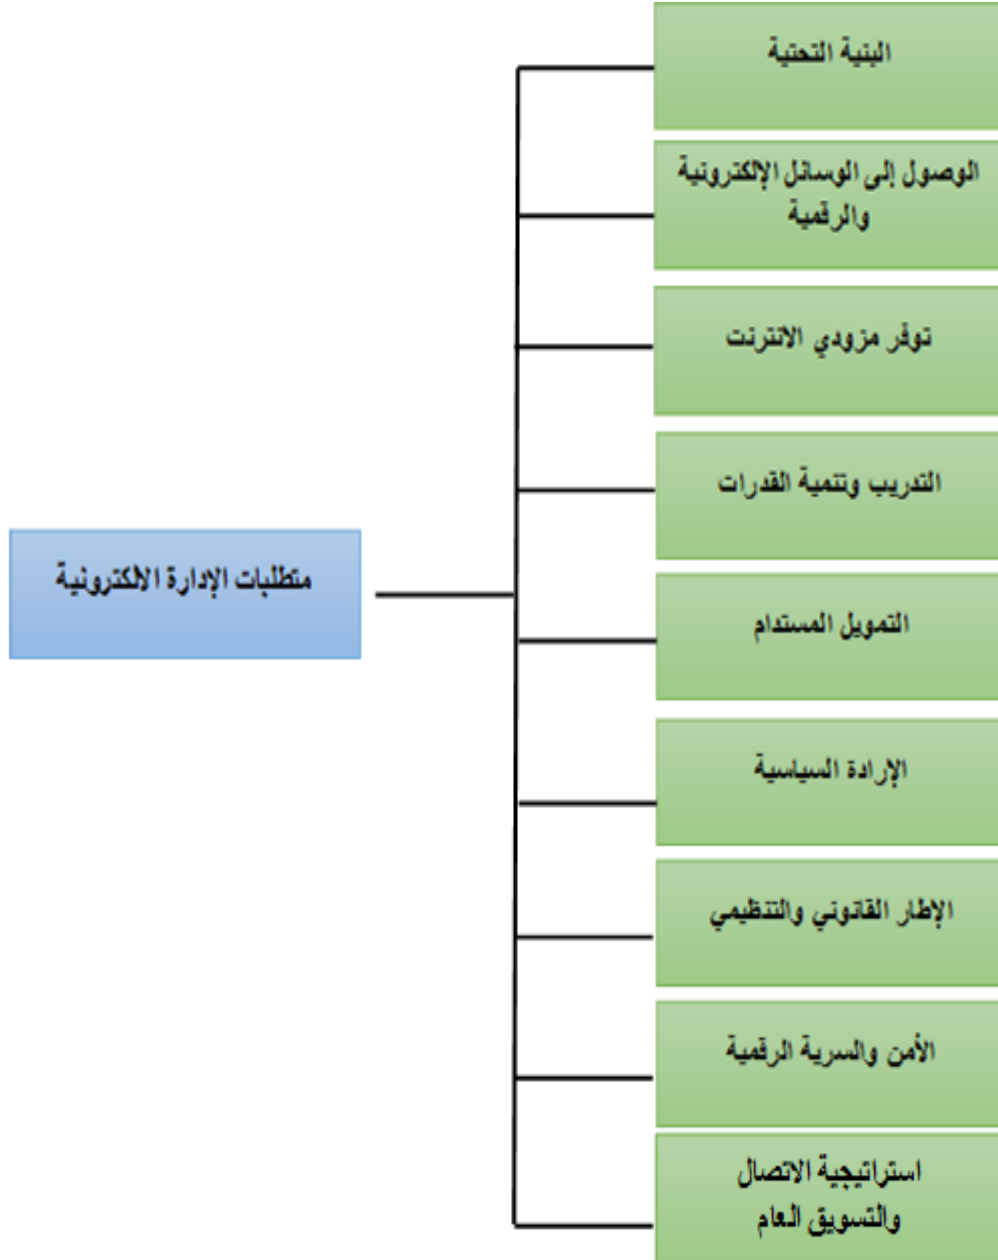 البنية التحتية
الوصول إلى الوسائل الإلكترونية
والرقمية
توفر مزودي الانترنت
التدريب وتنمية القدرات
متطلبات الإدارة الالكترونية
التمويل المستدام
الإرادة السياسية
الإطار القانوني والتنظيمي
الأمن والسرية الرقمية
استراتيجية الاتصال
والتسويق العام